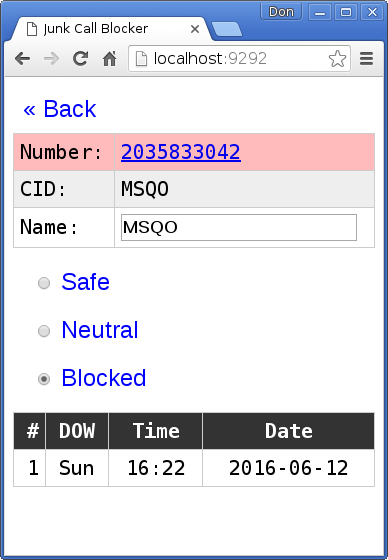 Don
Junk Call Blocker
localhost:9292
« Back
Number: 2035833042
CID: MSQO
Name: MSQO
Safe
Neutral
Blocked
# DOW Time Date
1 Sun 16:22 2016-06-12